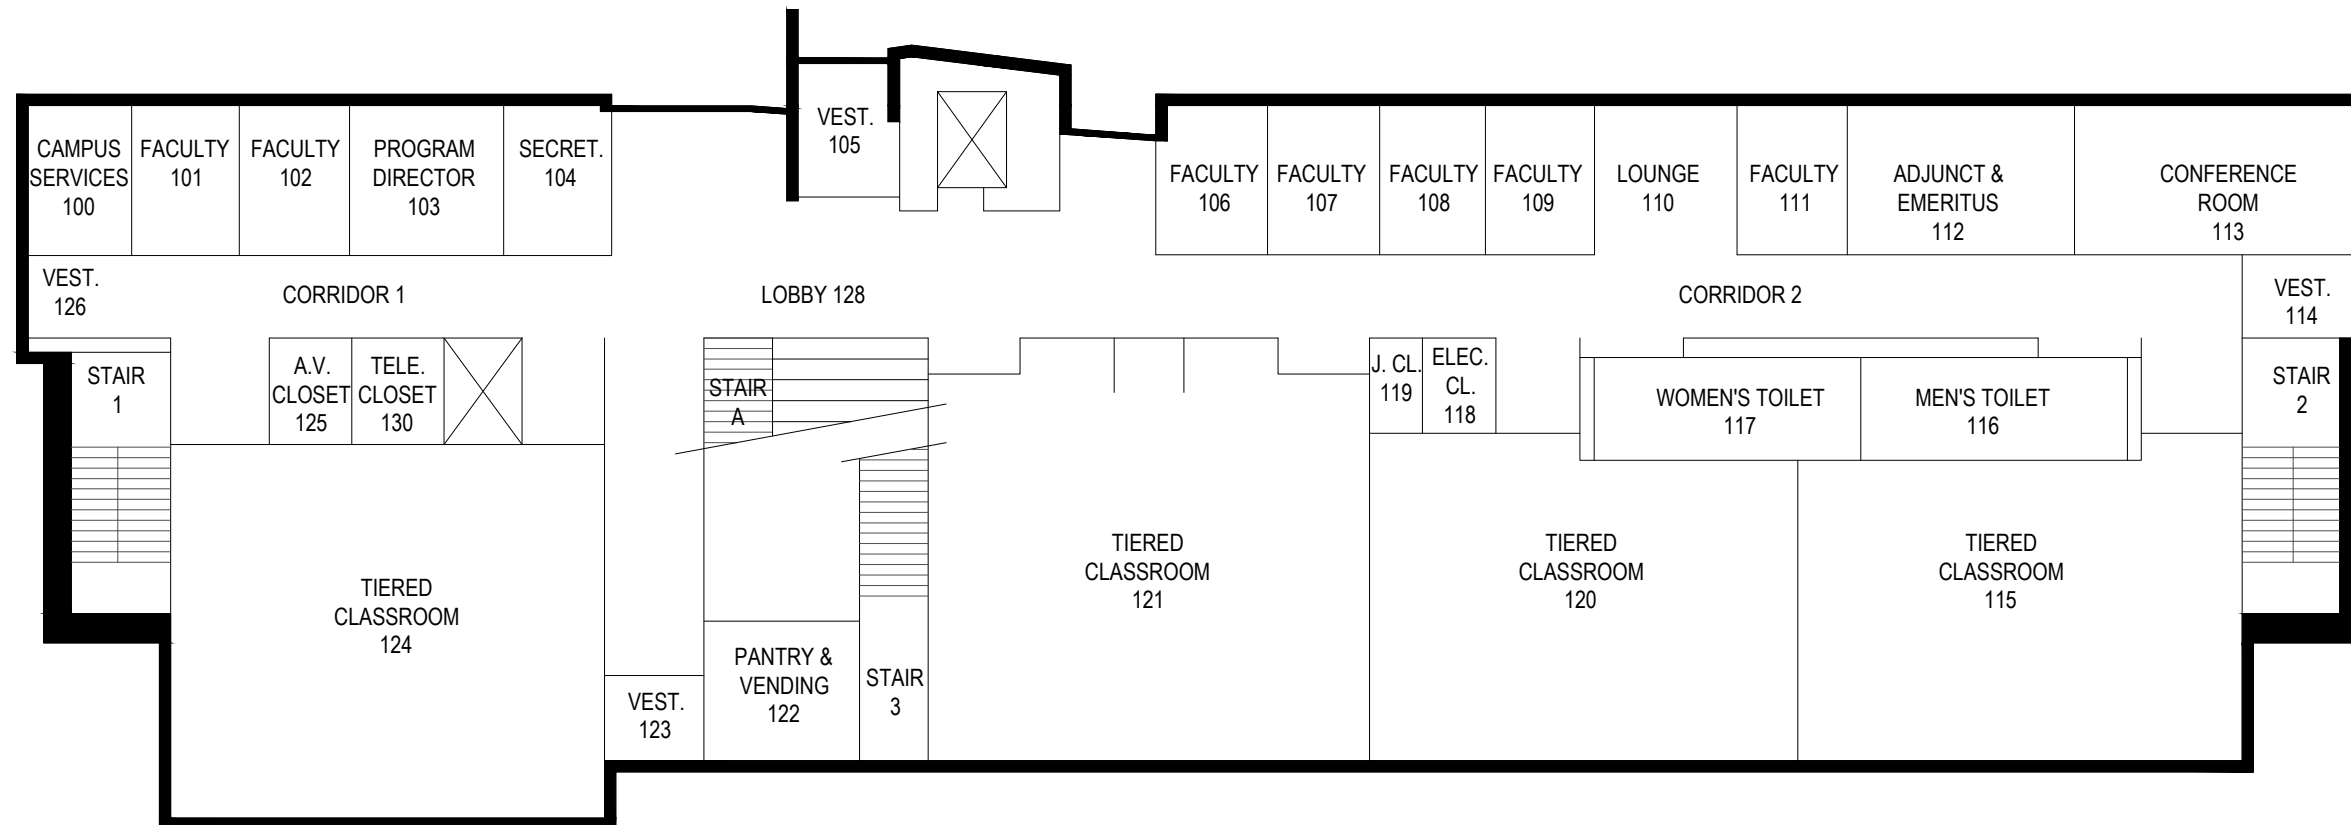 VEST.
105
CAMPUS
SERVICES
100
FACULTY
101
FACULTY
102
PROGRAM
DIRECTOR
103
SECRET.
104
FACULTY
106
FACULTY
107
FACULTY
108
FACULTY
109
LOUNGE
110
FACULTY
111
ADJUNCT &
EMERITUS
112
CONFERENCE
ROOM
113
VEST.
126
CORRIDOR 1
LOBBY 128
CORRIDOR 2
VEST.
114
STAIR
1
A.V.
CLOSET
125
TELE.
CLOSET
130
STAIR
A
J. CL.
119
ELEC.
CL.
118
WOMEN'S TOILET
117
MEN'S TOILET
116
STAIR
2
TIERED
CLASSROOM
124
TIERED
CLASSROOM
121
TIERED
CLASSROOM
120
TIERED
CLASSROOM
115
VEST.
123
PANTRY &
VENDING
122
STAIR
3